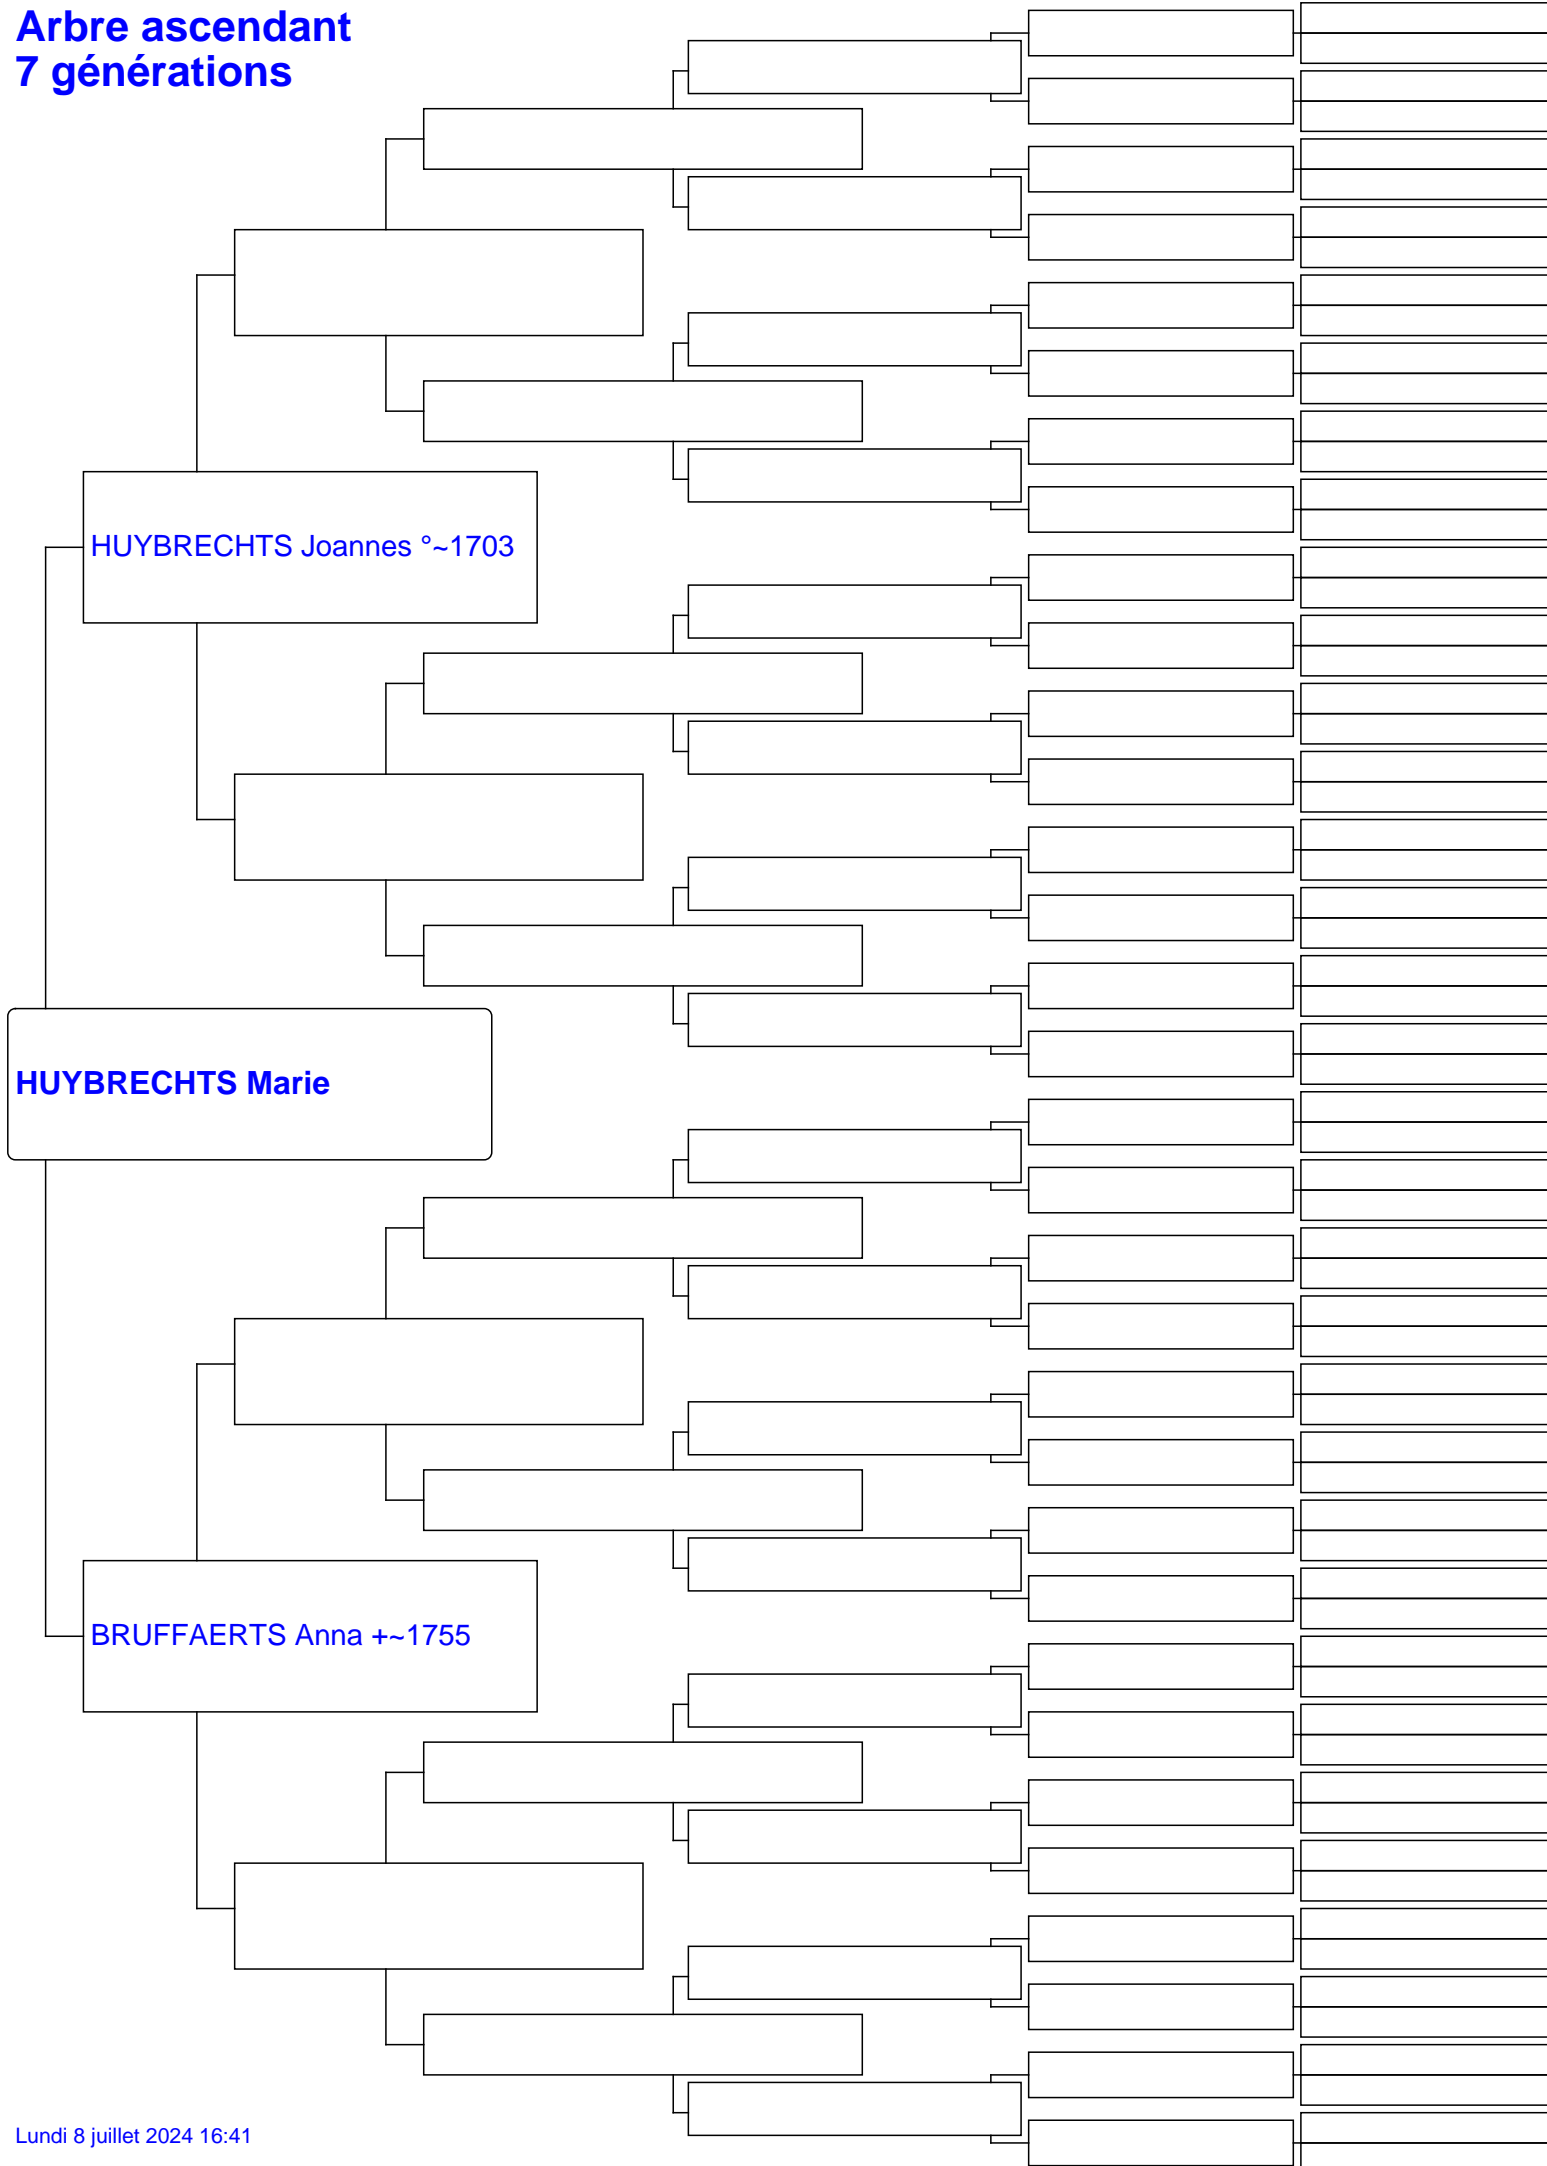 Arbre ascendant
7 générations
HUYBRECHTS Joannes °~1703
HUYBRECHTS Marie
BRUFFAERTS Anna +~1755
Lundi 8 juillet 2024 16:41